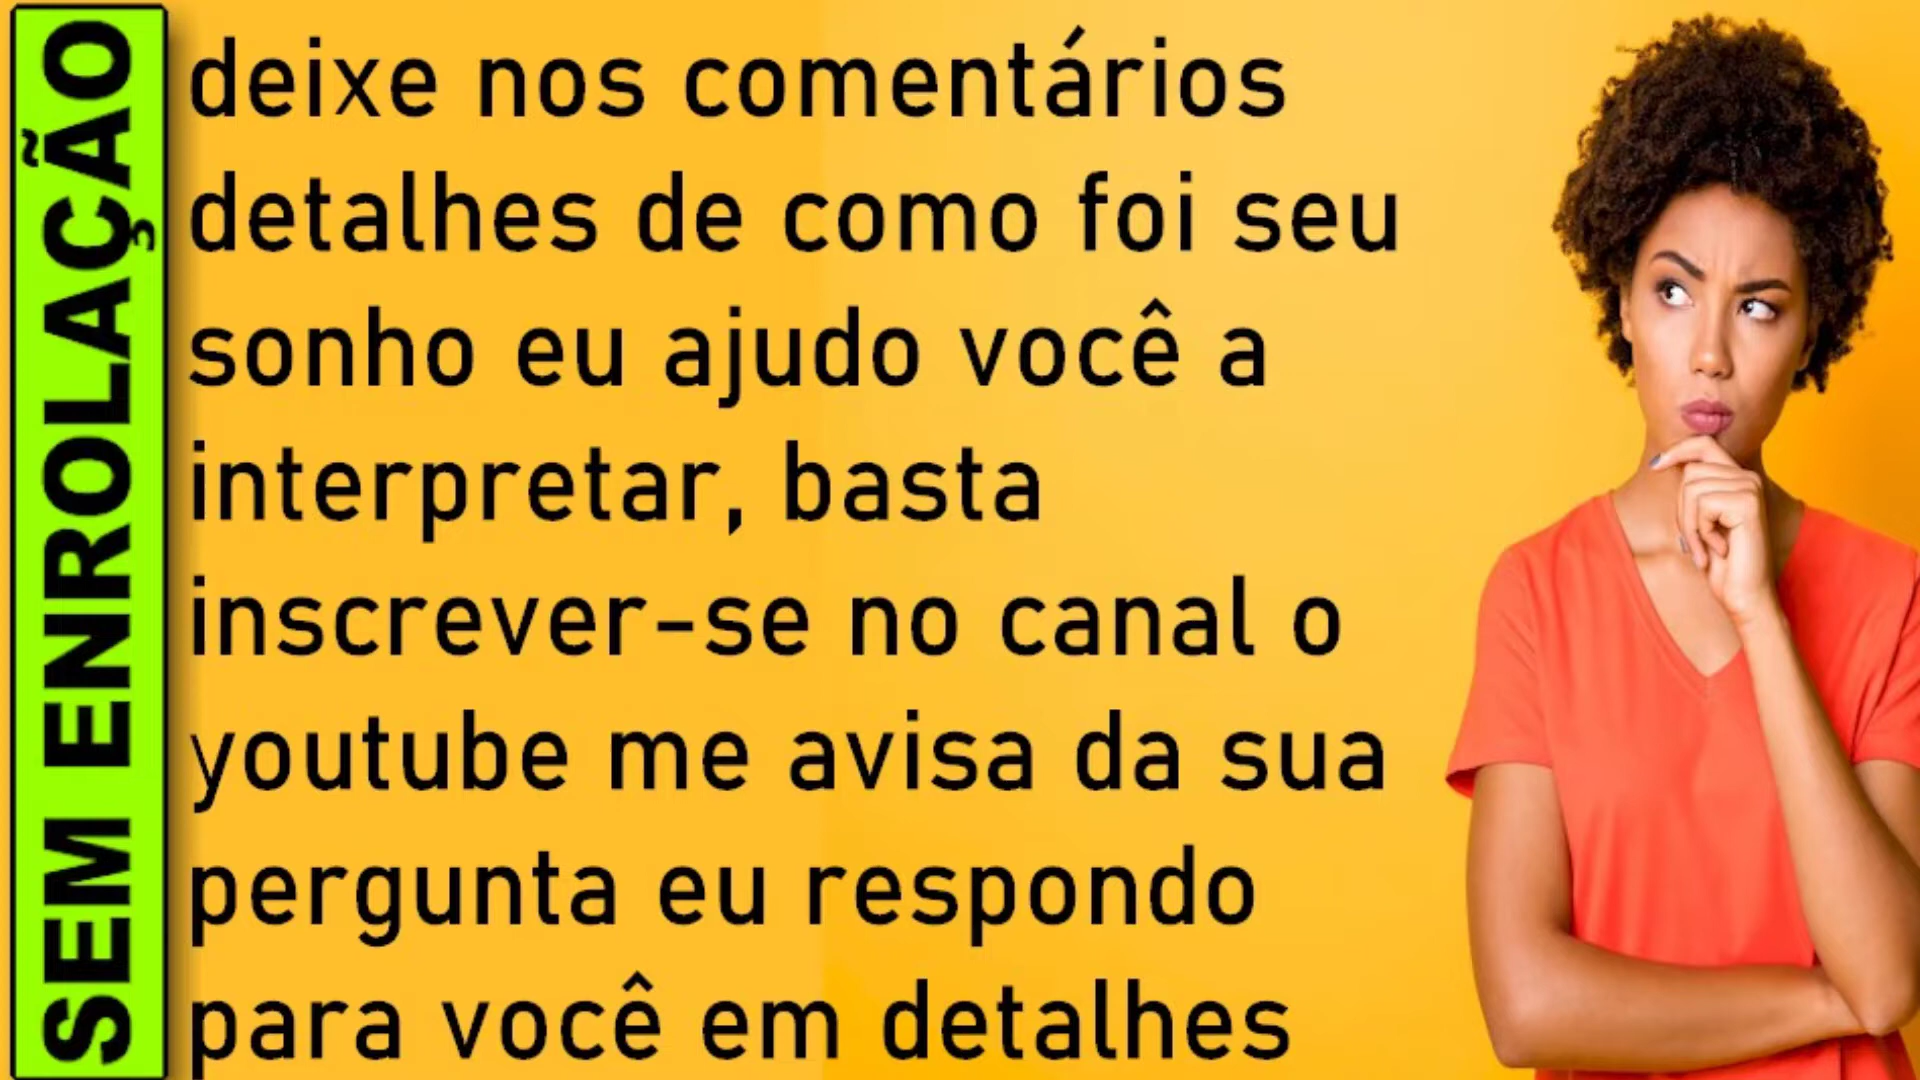 SEM ENROLAÇÃO
deixe nos comentários
detalhes de como foi seu
sonho eu ajudo você a
interpretar, basta
inscrever-se no canal o
youtube me avisa da sua
pergunta eu respondo
para você em detalhes